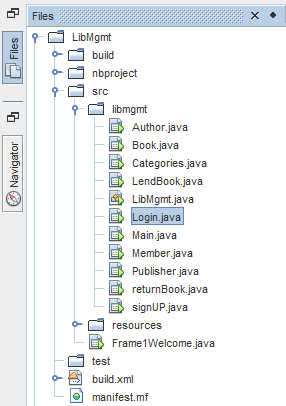 Files
Files
Navigator
LibMgmt
build
nbproject
src
libmgmt
Author.java
Book.java
Categories.java
LendBook.java
LibMgmt.java
Login.java
Main.java
Member.java
Publisher.java
returnBook.java
signUP.java
resources
Frame1Welcome.java
test
build.xml
manifest.mf